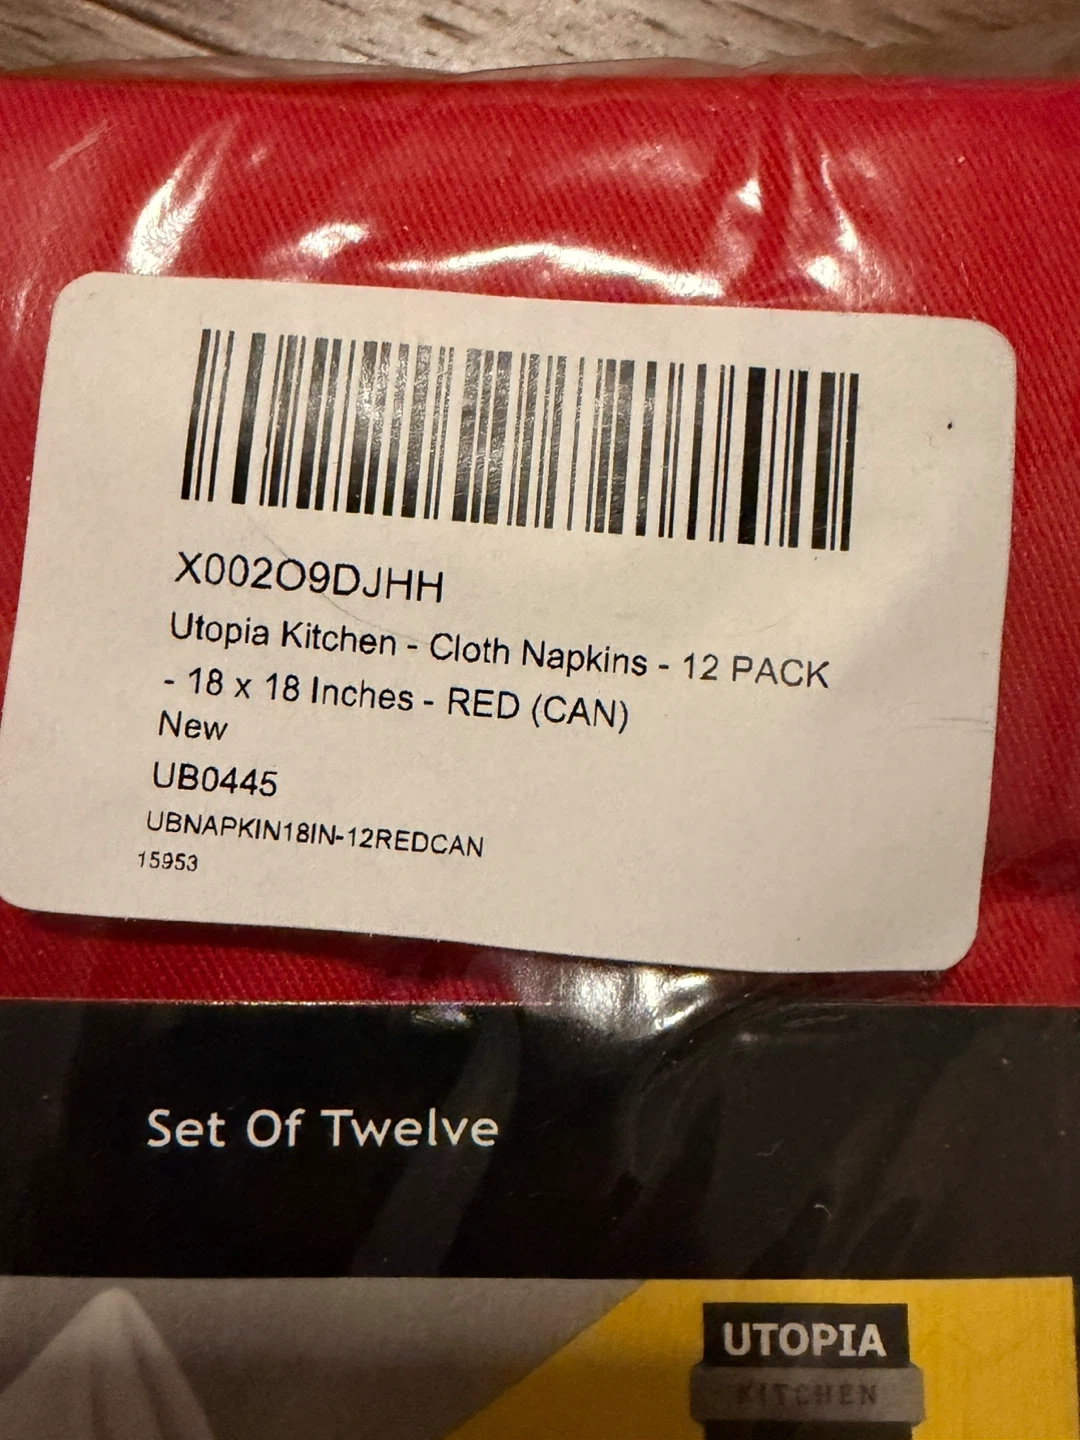 X002O9DJHH
Utopia Kitchen - Cloth Napkins - 12 PACK
- 18 x 18 Inches - RED (CAN)
New
UB0445
UBNAPKIN18IN-12REDCAN
15953
Set Of Twelve
UTOPIA
KITCHEN